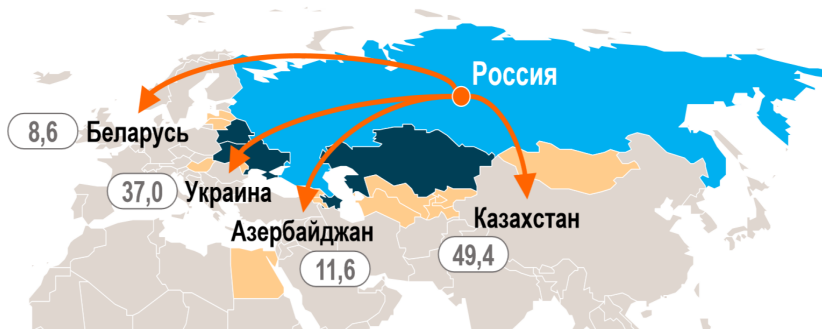 Россия
8,6 Беларусь
37,0 Украина
Азербайджан
11,6
Казахстан
49,4